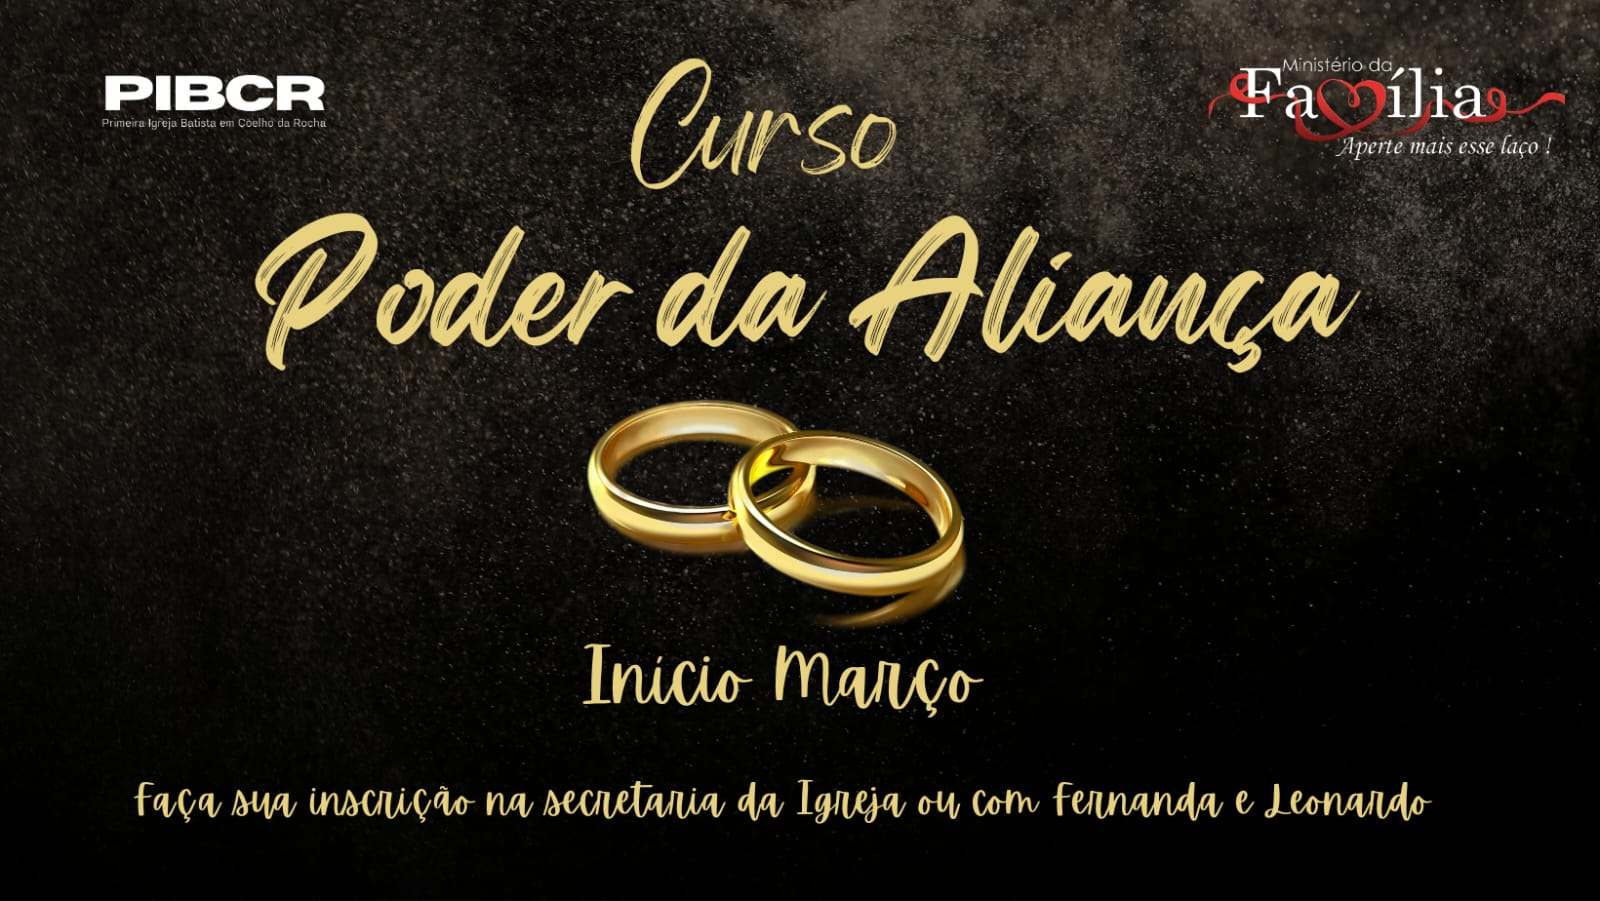 PIBCR
Primeira Igreja Batista em Coelho da Rocha
Ministério da
Família
Aperte mais esse laço !
Curso
Poder da Aliança
Início Março
Faça sua inscrição na secretaria da Igreja ou com Fernanda e Leonardo